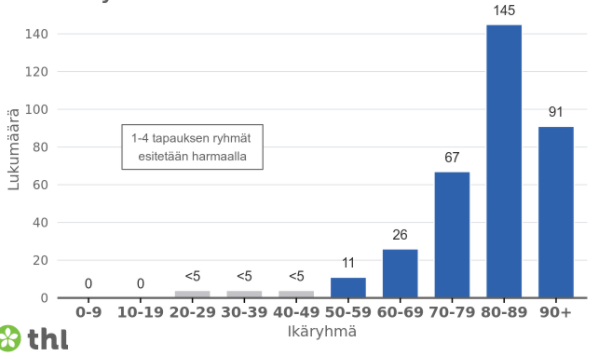 145
140
120
100
91
80
67
60
40
26
20
11
<5 <5 <5
0 0
0
Lukumäärä
1-4 tapauksen ryhmät
esitetään harmaalla
0-9 10-19 20-29 30-39 40-49 50-59 60-69 70-79 80-89 90+
Ikäryhmä
thl